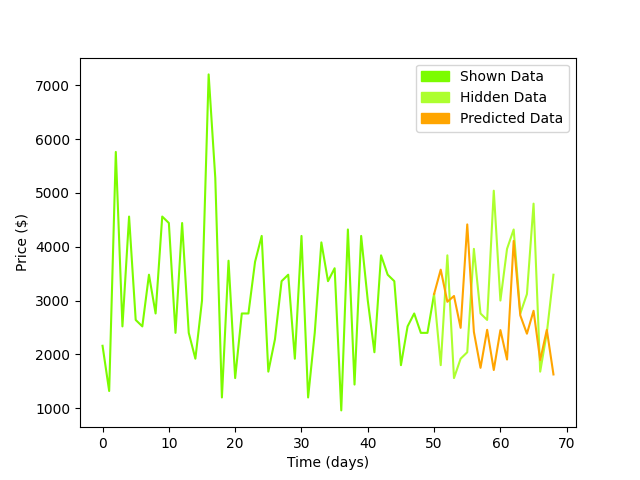 Shown Data
Hidden Data
Predicted Data
Price ($)
7000
6000
5000
4000
3000
2000
1000
0 10 20 30 40 50 60 70
Time (days)